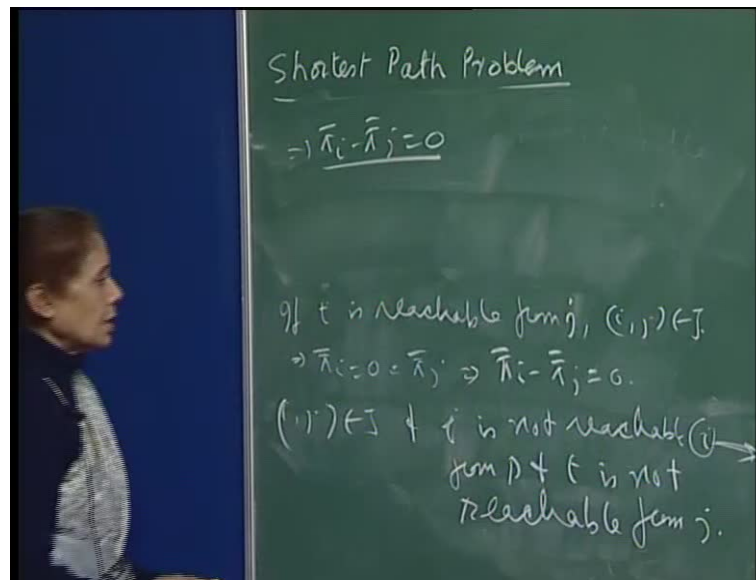 Shortest Path Problem
⇒ π̄i - π̄j = 0
If t is reachable from j, (i,j) ∈ J.
⇒ π̄i = 0 = π̄j ⇒ π̄i - π̄j = 0.
(i,j) ∈ J & j is not reachable (i) →
from s & t is not
reachable from j.